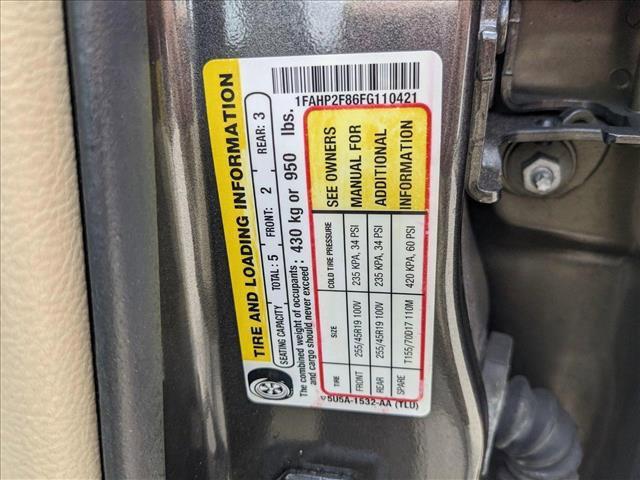 1FAHP2F86FG110421
TIRE AND LOADING INFORMATION
SEATING CAPACITY TOTAL: 5 FRONT: 2 REAR: 3
The combined weight of occupants and cargo should never exceed : 430 kg or 950 lbs.
TIRE SIZE COLD TIRE PRESSURE
FRONT 255/45R19 100V 235 KPA, 34 PSI
REAR 255/45R19 100V 235 KPA, 34 PSI
SPARE T155/70D17 110M 420 KPA, 60 PSI
SEE OWNERS
MANUAL FOR
ADDITIONAL
INFORMATION
5U5A-1532-AA (YLU)